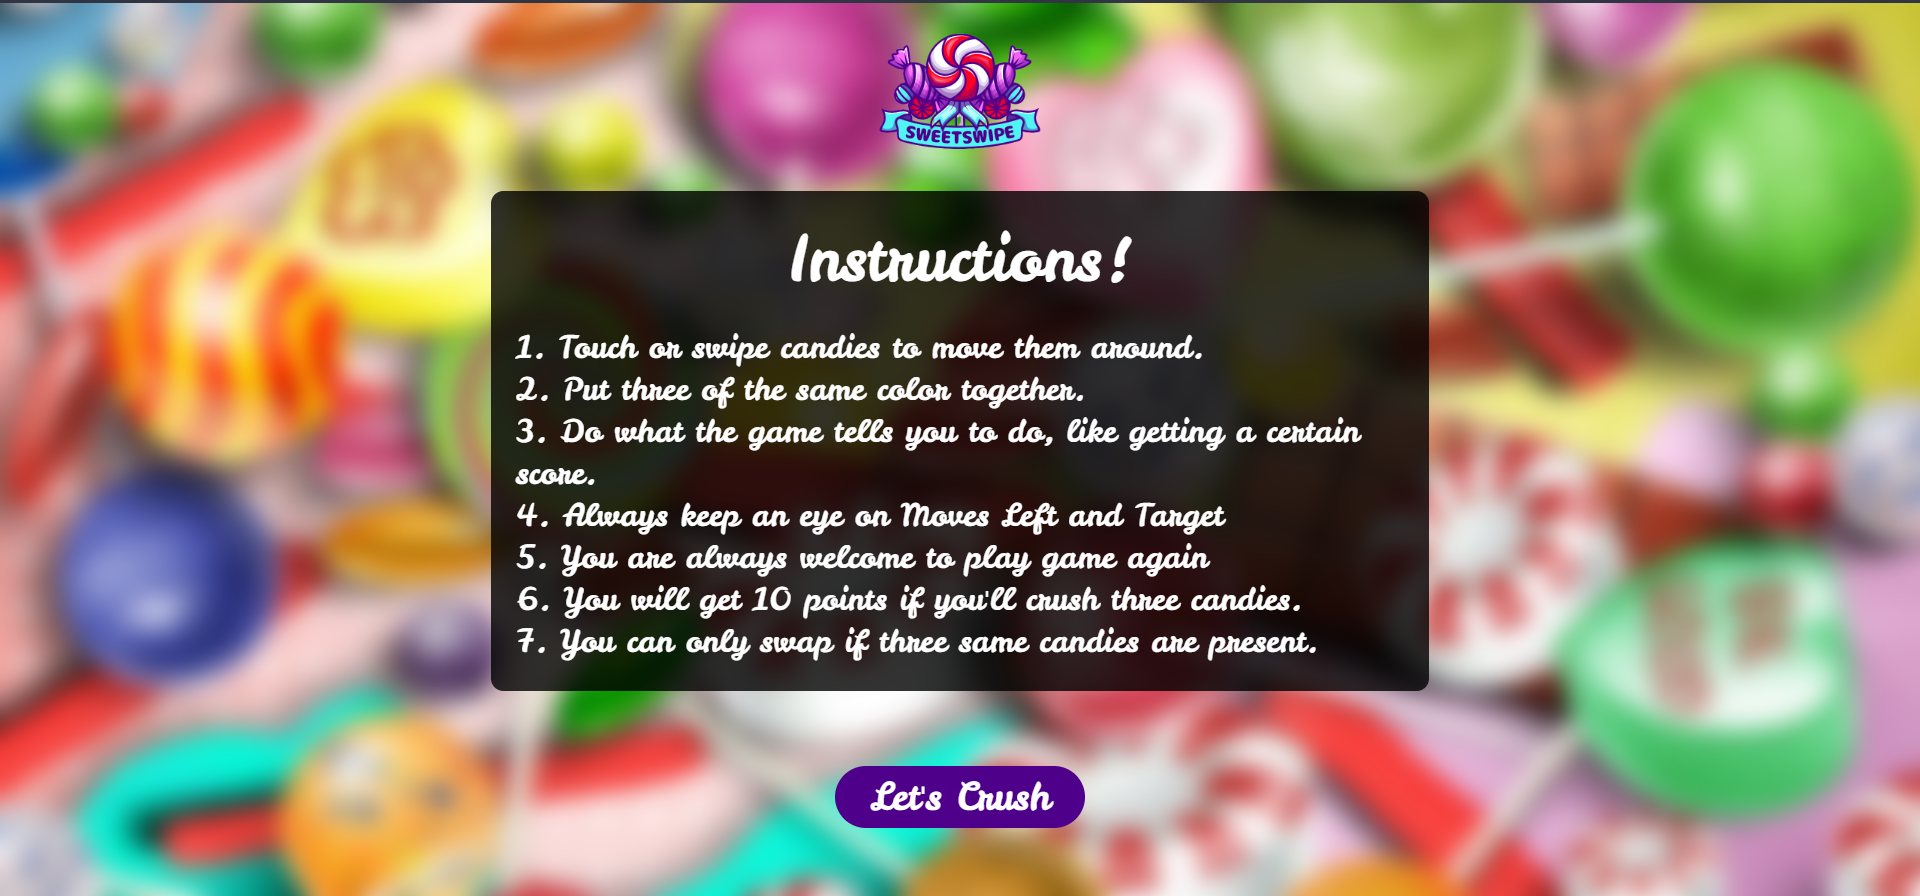 SWEETSWIPE
Instructions!
1. Touch or swipe candies to move them around.
2. Put three of the same color together.
3. Do what the game tells you to do, like getting a certain
score.
4. Always keep an eye on Moves Left and Target
5. You are always welcome to play game again
6. You will get 10 points if you'll crush three candies.
7. You can only swap if three same candies are present.
Let's Crush